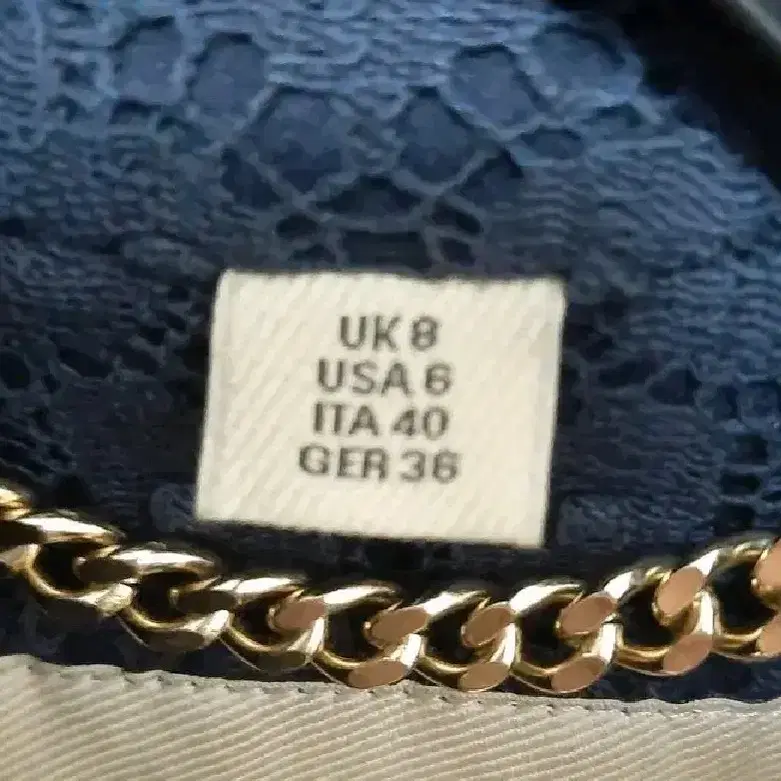 UK 8
USA 6
ITA 40
GER 36